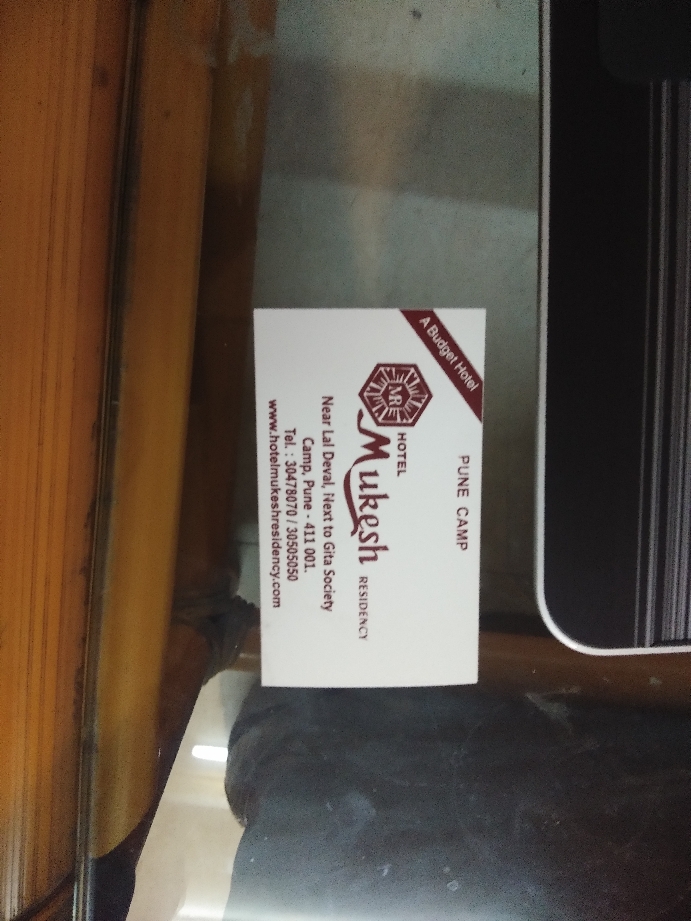 A Budget Hotel
PUNE CAMP
MR
HOTEL
Mukesh RESIDENCY
Near Lal Deval, Next to Gita Society
Camp, Pune - 411 001.
Tel. : 30478070 / 30505050
www.hotelmukeshresidency.com